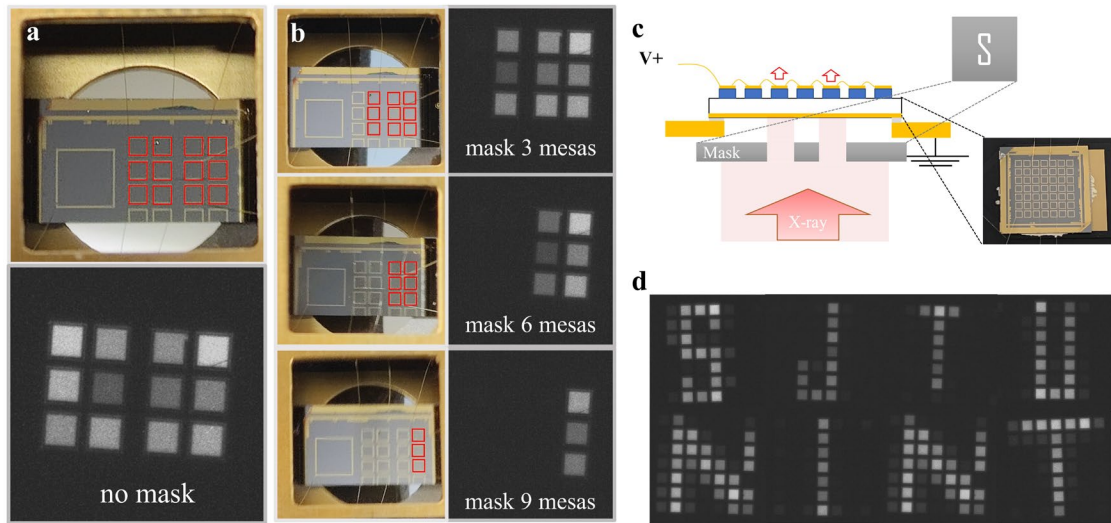 a
no mask
b
mask 3 mesas
mask 6 mesas
mask 9 mesas
c
V+
S
Mask
X-ray
d
S J T U
N I N T